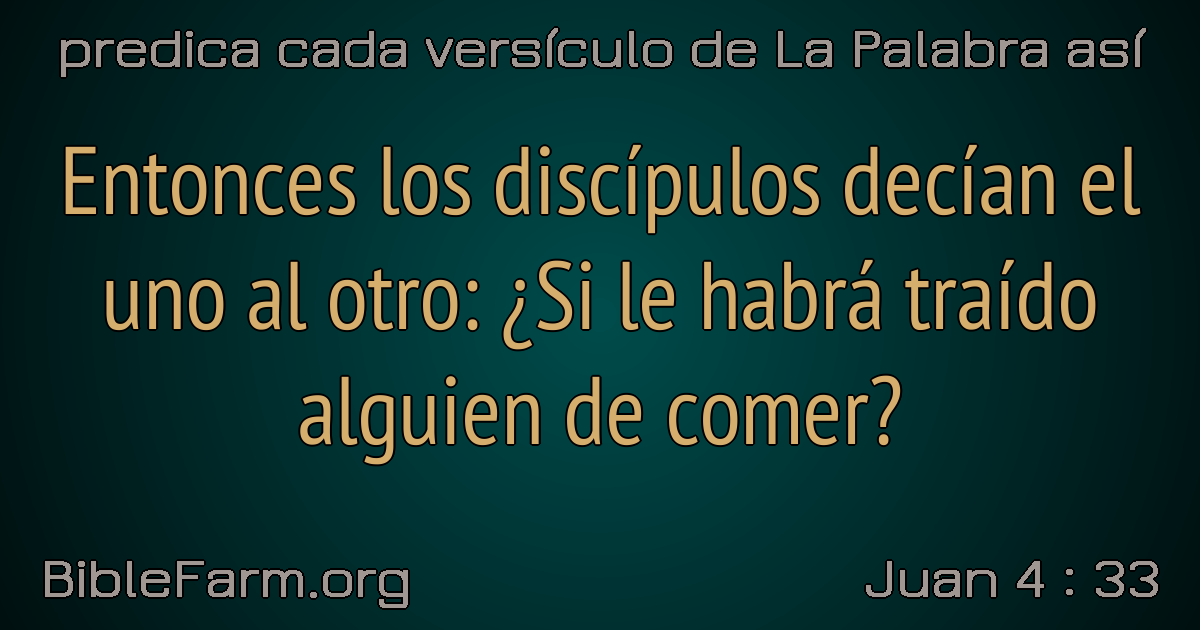 predica cada versículo de La Palabra así
Entonces los discípulos decían el
uno al otro: ¿Si le habrá traído
alguien de comer?
BibleFarm.org
Juan 4 : 33